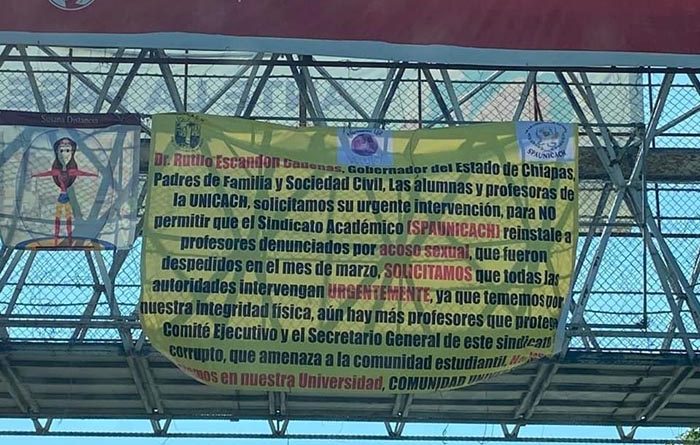 Susana Distancia
SPAUNICACH
Dr. Rutilo Escandón Cadenas, Gobernador del Estado de Chiapas,
Padres de Familia y Sociedad Civil, Las alumnas y profesoras de
la UNICACH, solicitamos su urgente intervención, para NO
permitir que el Sindicato Académico (SPAUNICACH) reinstale a
profesores denunciados por acoso sexual, que fueron
despedidos en el mes de marzo, SOLICITAMOS que todas las
autoridades intervengan URGENTEMENTE, ya que tememos por
nuestra integridad física, aún hay más profesores que protege
Comité Ejecutivo y el Secretario General de este sindicat
corrupto, que amenaza a la comunidad estudiantil.
en nuestra Universidad, COMUNIDAD